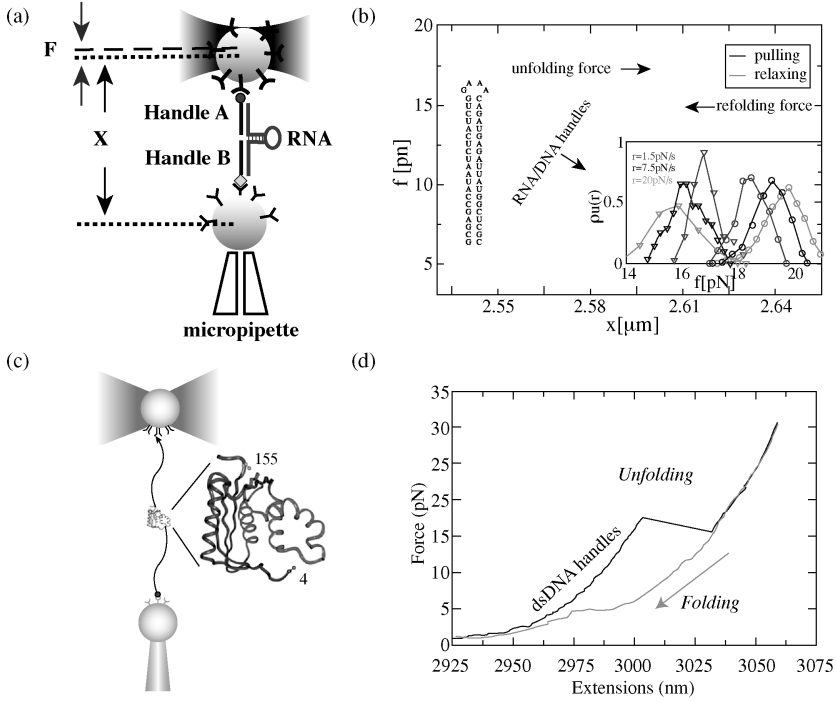 (a)
F
X
Handle A
Handle B
RNA
micropipette
(b)
20
15
10
5
f [pn]
2.55
2.58
2.61
2.64
x[μm]
unfolding force
pulling
relaxing
refolding force
RNA/DNA handles
r=1.5pN/s
r=7.5pN/s
r=20pN/s
1
0.5
0
ρu(r)
14
16
18
20
f[pN]
(c)
155
4
(d)
35
30
25
20
15
10
5
0
Force (pN)
Unfolding
dsDNA handles
Folding
2925
2950
2975
3000
3025
3050
3075
Extensions (nm)